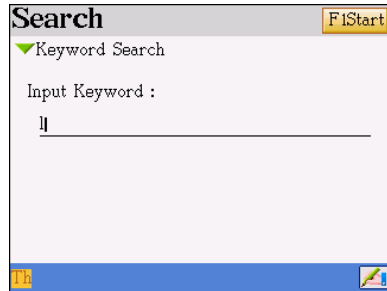 Search
F1Start
Keyword Search
Input Keyword :
l
Th